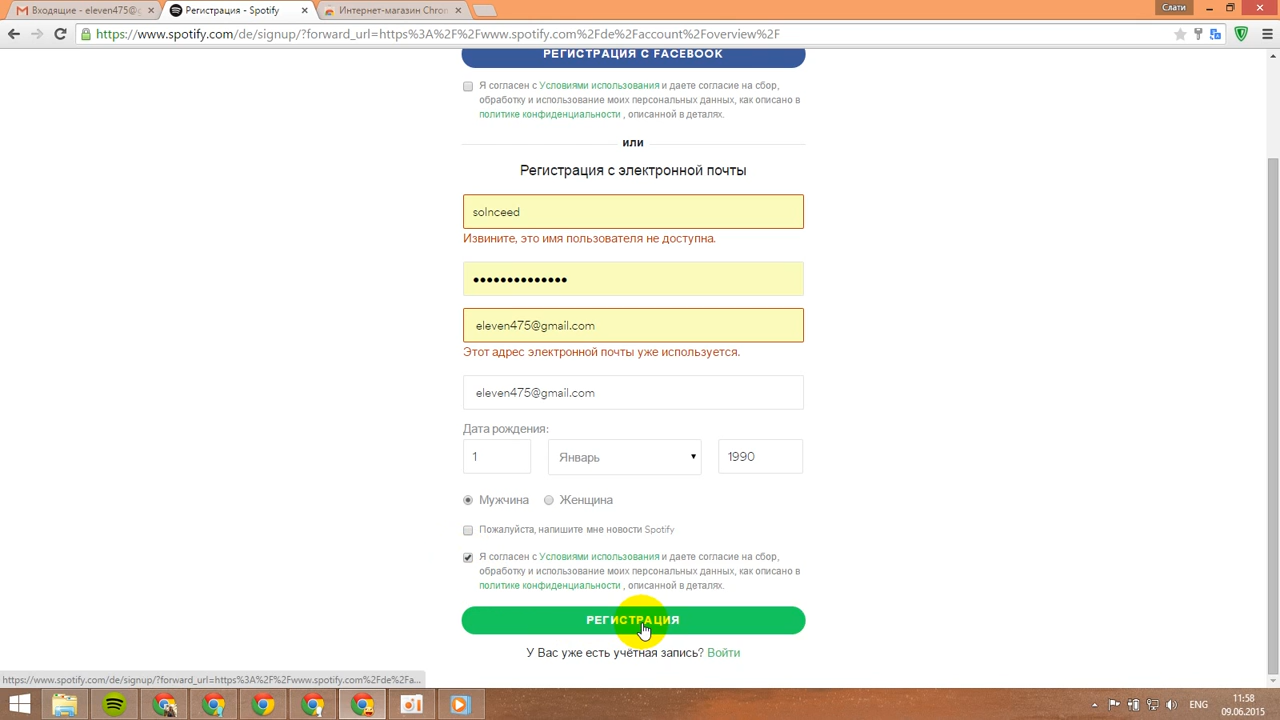 Входящие - eleven475@g
Регистрация - Spotify
Интернет-магазин Chron
Слати
https://www.spotify.com/de/signup/?forward_url=https%3A%2F%2Fwww.spotify.com%2Fde%2Faccount%2Foverview%2F
РЕГИСТРАЦИЯ С FACEBOOK
Я согласен с Условиями использования и даете согласие на сбор,
обработку и использование моих персональных данных, как описано в
политике конфиденциальности , описанной в деталях.
или
Регистрация с электронной почты
solnceed
Извините, это имя пользователя не доступна.
eleven475@gmail.com
Этот адрес электронной почты уже используется.
eleven475@gmail.com
Дата рождения:
1
Январь
1990
Мужчина
Женщина
Пожалуйста, напишите мне новости Spotify
Я согласен с Условиями использования и даете согласие на сбор,
обработку и использование моих персональных данных, как описано в
политике конфиденциальности , описанной в деталях.
РЕГИСТРАЦИЯ
У Вас уже есть учётная запись? Войти
https://www.spotify.com/de/signup/?forward_url=https%3A%2F%2Fwww.spotify.com%2Fde%2Fa...
ENG
11:58
09.06.2015